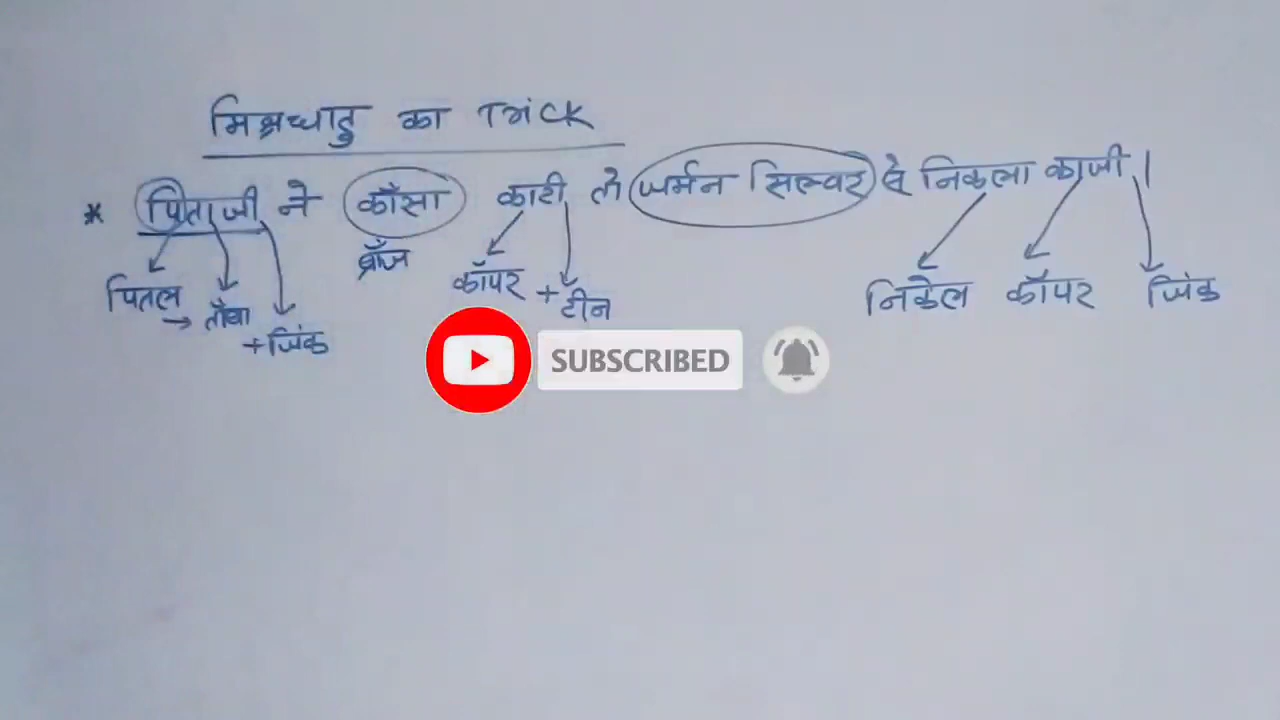 मिश्रधातु का Trick
* पिताजी ने काँसा काटी तो जर्मन सिल्वर से निकला काजी।
ब्राँज
पितल → ताँबा + जिंक
कॉपर + टीन
निकेल कॉपर जिंक
SUBSCRIBED